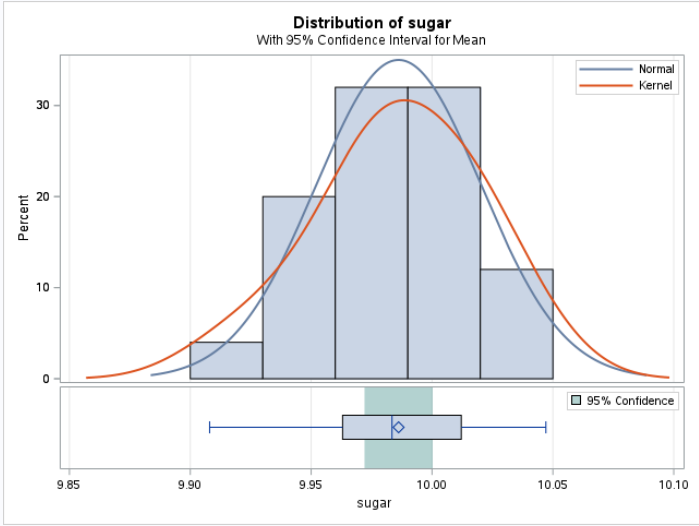 Distribution of sugar
With 95% Confidence Interval for Mean
Normal
Kernel
30
20
10
0
Percent
95% Confidence
9.85
9.90
9.95
10.00
10.05
10.10
sugar